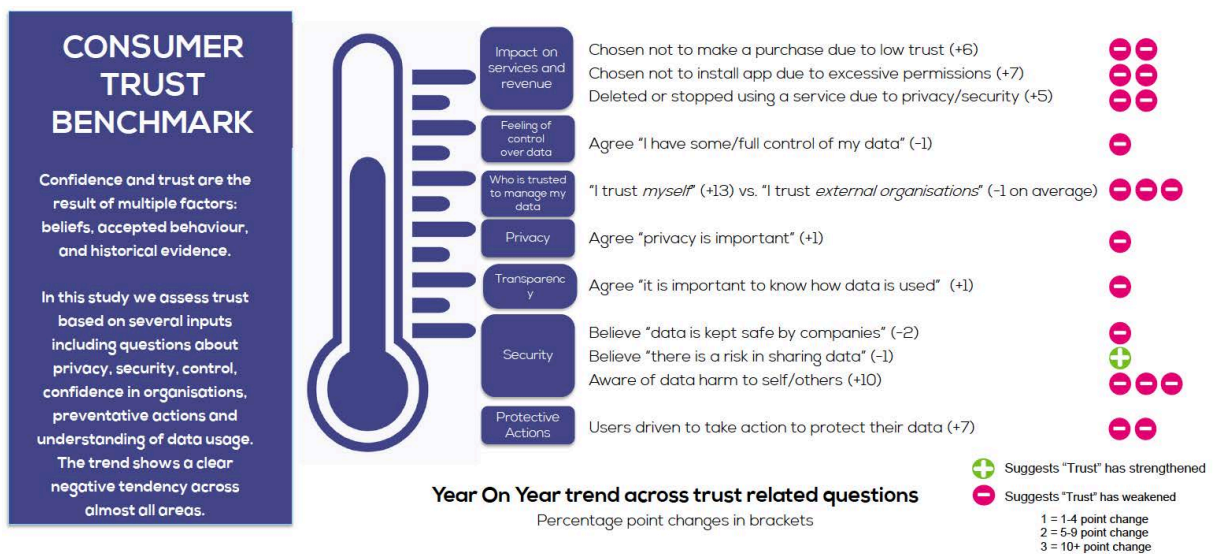 CONSUMER
TRUST
BENCHMARK
Confidence and trust are the
result of multiple factors:
beliefs, accepted behaviour,
and historical evidence.
In this study we assess trust
based on several inputs
including questions about
privacy, security, control,
confidence in organisations,
preventative actions and
understanding of data usage.
The trend shows a clear
negative tendency across
almost all areas.
Impact on
services and
revenue
Chosen not to make a purchase due to low trust (+6)
Chosen not to install app due to excessive permissions (+7)
Deleted or stopped using a service due to privacy/security (+5)
Feeling of
control
over data
Agree “I have some/full control of my data” (-1)
Who is trusted
to manage my
data
“I trust myself” (+13) vs. “I trust external organisations” (-1 on average)
Privacy
Agree “privacy is important” (+1)
Transparenc
y
Agree “it is important to know how data is used” (+1)
Security
Believe “data is kept safe by companies” (-2)
Believe “there is a risk in sharing data” (-1)
Aware of data harm to self/others (+10)
Protective
Actions
Users driven to take action to protect their data (+7)
Year On Year trend across trust related questions
Percentage point changes in brackets
Suggests “Trust” has strengthened
Suggests “Trust” has weakened
1 = 1-4 point change
2 = 5-9 point change
3 = 10+ point change